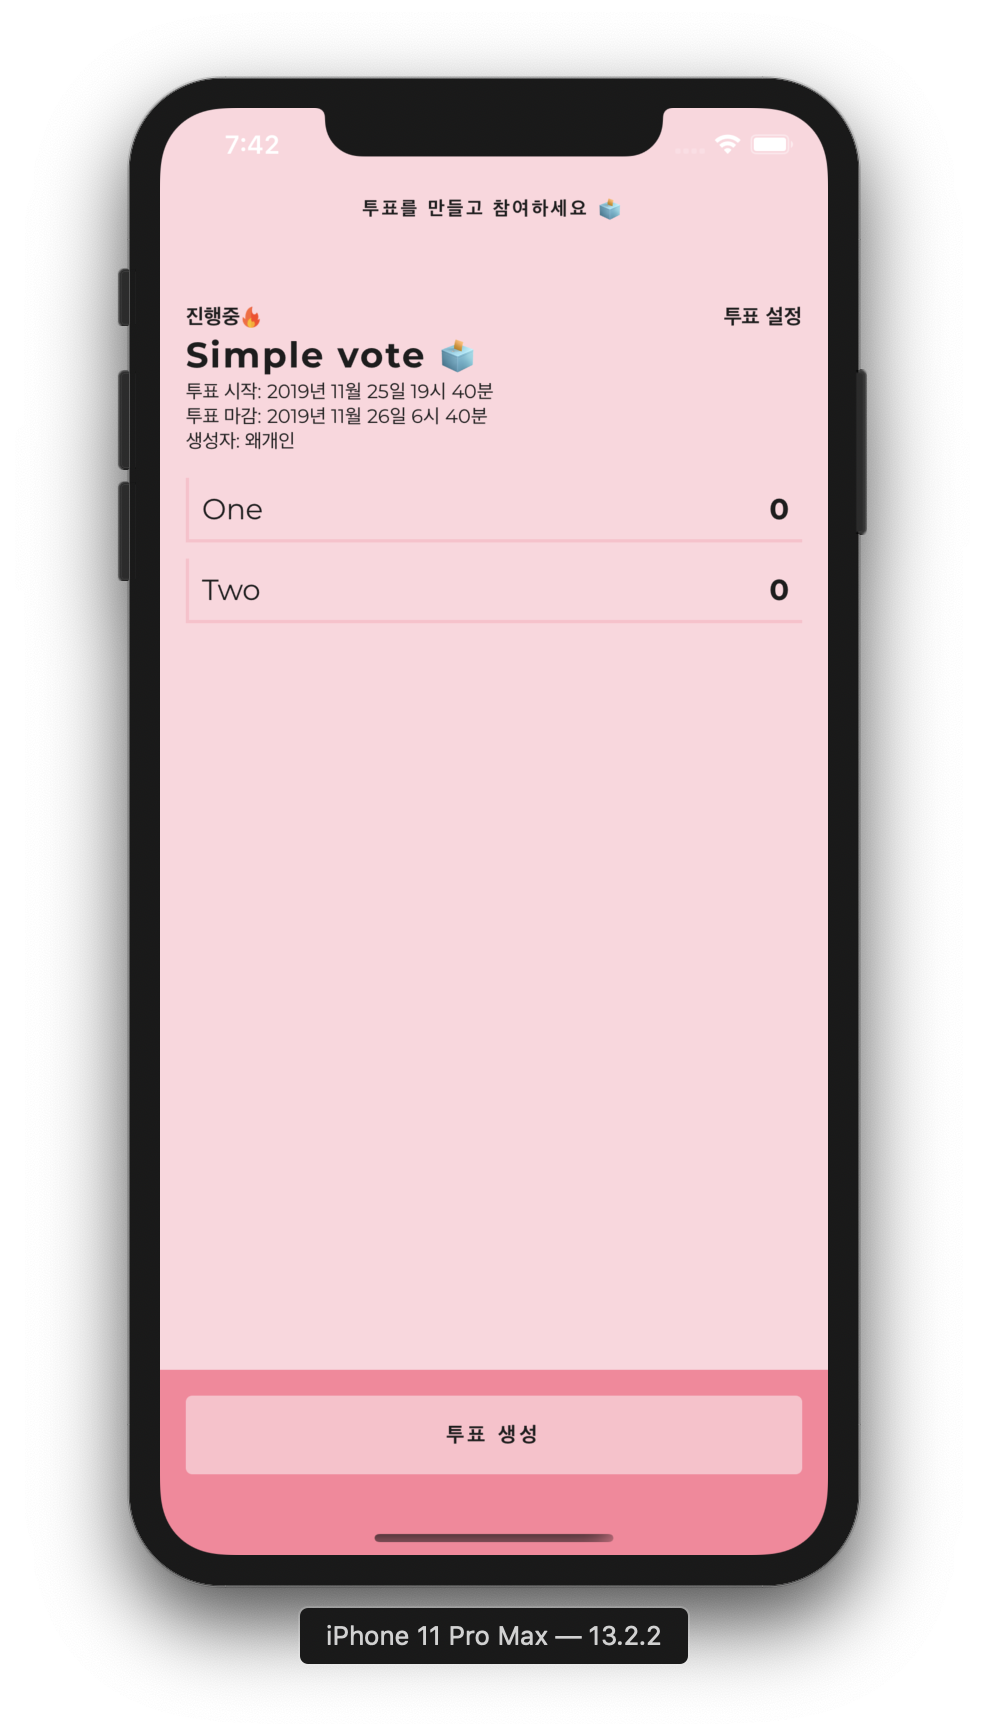 7:42
투표를 만들고 참여하세요 🗳️
진행중🔥
투표 설정
Simple vote 🗳️
투표 시작: 2019년 11월 25일 19시 40분
투표 마감: 2019년 11월 26일 6시 40분
생성자: 왜개인
One 0
Two 0
투표 생성
iPhone 11 Pro Max — 13.2.2